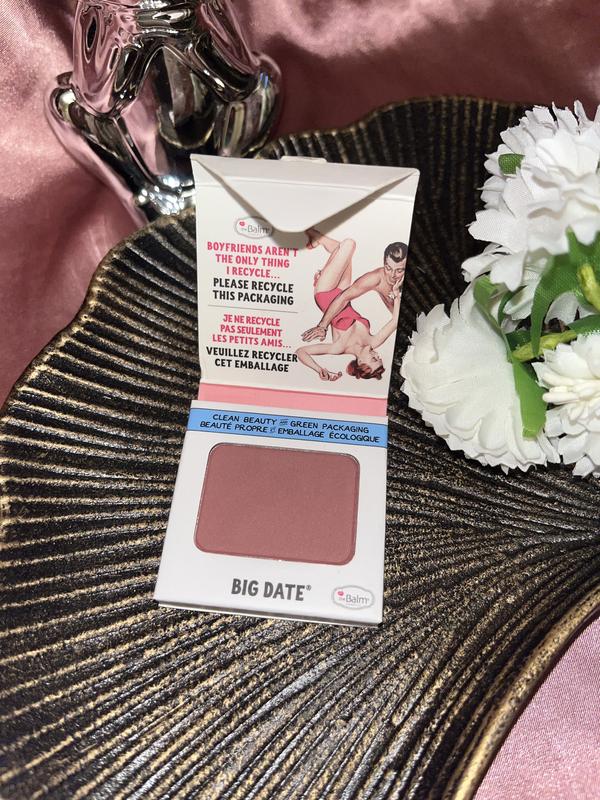 theBalm
BOYFRIENDS AREN'T
THE ONLY THING
I RECYCLE...
PLEASE RECYCLE
THIS PACKAGING
JE NE RECYCLE
PAS SEULEMENT
LES PETITS AMIS...
VEUILLEZ RECYCLER
CET EMBALLAGE
CLEAN BEAUTY AND GREEN PACKAGING
BEAUTÉ PROPRE ET EMBALLAGE ÉCOLOGIQUE
BIG DATE®
theBalm®